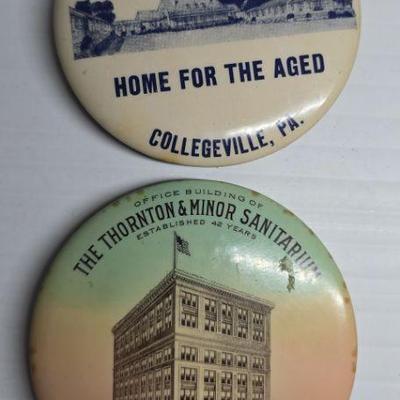 HOME FOR THE AGED
COLLEGEVILLE, PA.
OFFICE BUILDING OF
THE THORNTON & MINOR SANITARIUM
ESTABLISHED 42 YEARS